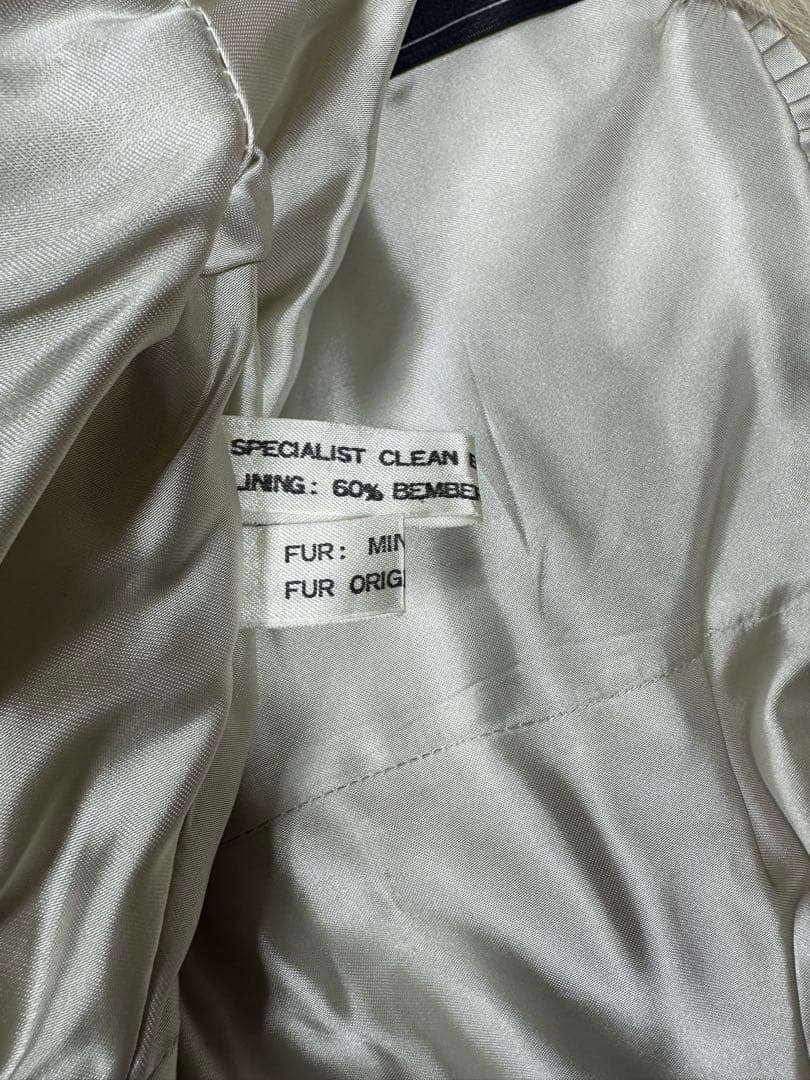 SPECIALIST CLEAN
LINING: 60% BEMBE
FUR: MIN
FUR ORIG